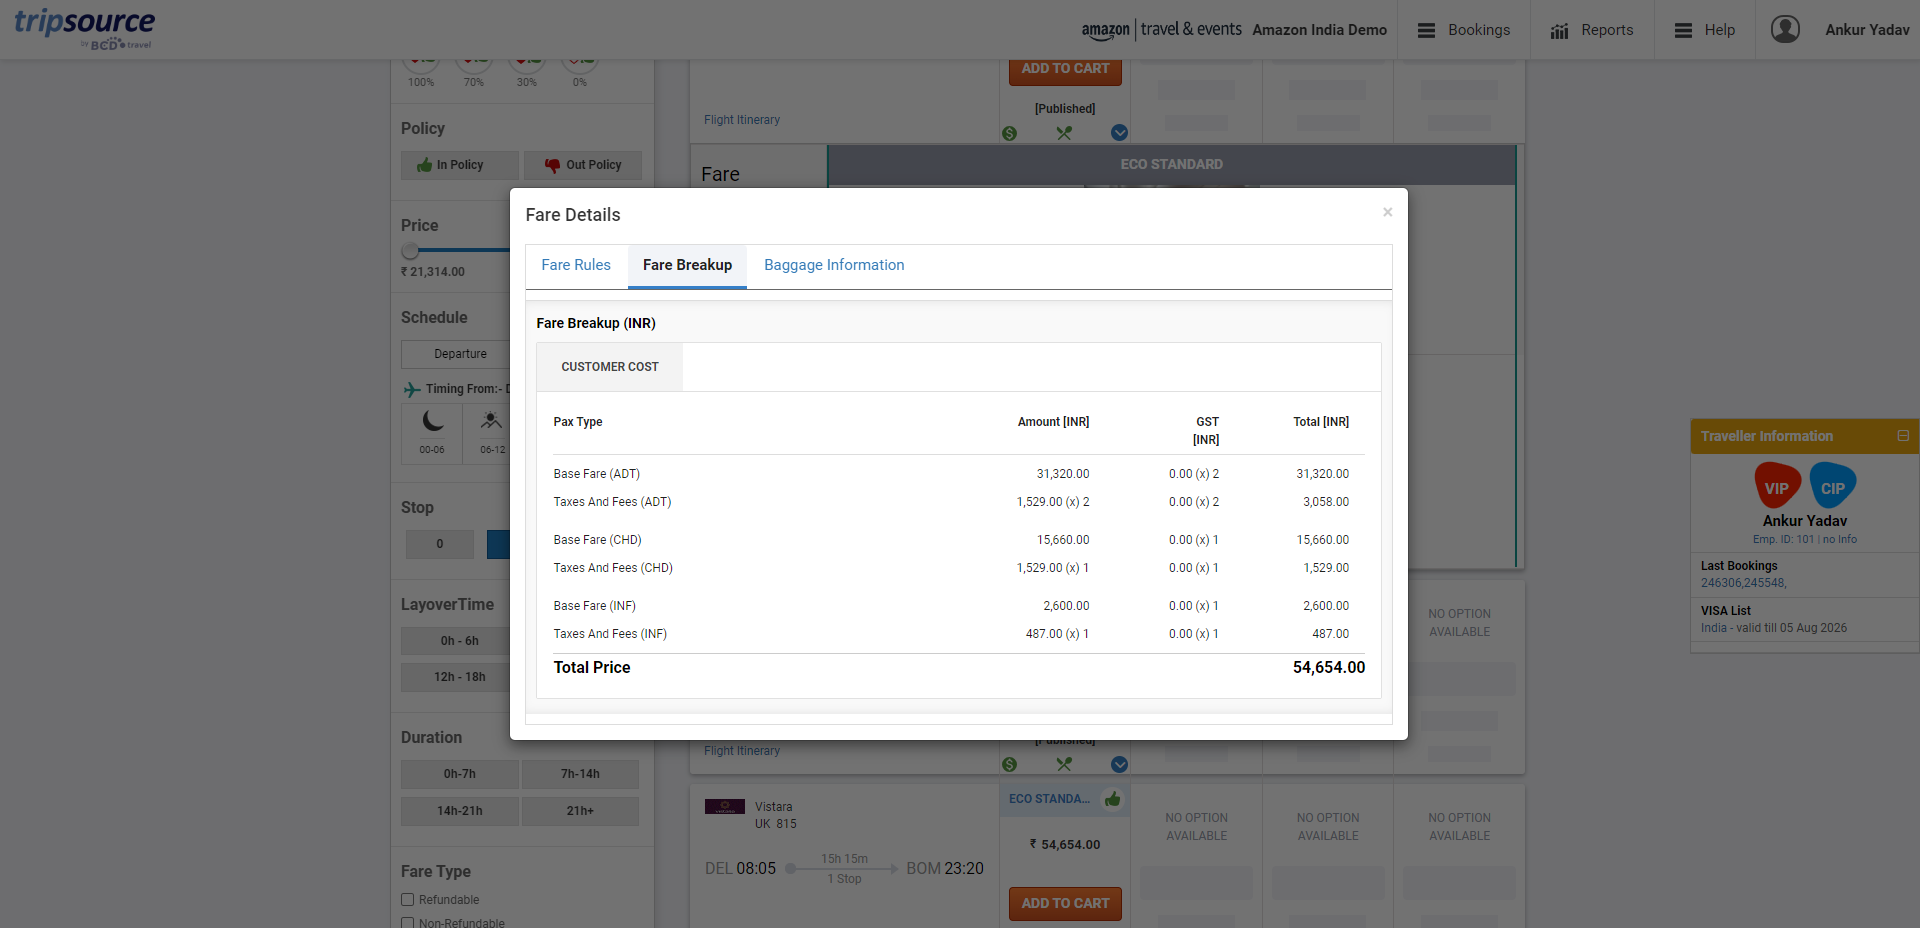 tripsource
by BCD travel
amazon travel & events Amazon India Demo
Bookings
Reports
Help
Ankur Yadav
100% 70% 30% 0%
Policy
In Policy Out Policy
Price
₹ 21,314.00
Schedule
Departure
Timing From:- D
00-06 06-12
Stop
0
LayoverTime
0h - 6h
12h - 18h
Duration
0h-7h 7h-14h
14h-21h 21h+
Fare Type
Refundable
Non-Refundable
ADD TO CART
[Published]
Flight Itinerary
Fare
ECO STANDARD
Fare Details ×
Fare Rules Fare Breakup Baggage Information
Fare Breakup (INR)
CUSTOMER COST
Pax Type Amount [INR] GST [INR] Total [INR]
Base Fare (ADT) 31,320.00 0.00 (x) 2 31,320.00
Taxes And Fees (ADT) 1,529.00 (x) 2 0.00 (x) 2 3,058.00
Base Fare (CHD) 15,660.00 0.00 (x) 1 15,660.00
Taxes And Fees (CHD) 1,529.00 (x) 1 0.00 (x) 1 1,529.00
Base Fare (INF) 2,600.00 0.00 (x) 1 2,600.00
Taxes And Fees (INF) 487.00 (x) 1 0.00 (x) 1 487.00
Total Price 54,654.00
NO OPTION
AVAILABLE
[Published]
Flight Itinerary
Vistara
UK 815
DEL 08:05 15h 15m BOM 23:20
1 Stop
ECO STANDA...
₹ 54,654.00
ADD TO CART
NO OPTION NO OPTION NO OPTION
AVAILABLE AVAILABLE AVAILABLE
Traveller Information
VIP CIP
Ankur Yadav
Emp. ID: 101 | no Info
Last Bookings
246306,245548,
VISA List
India - valid till 05 Aug 2026